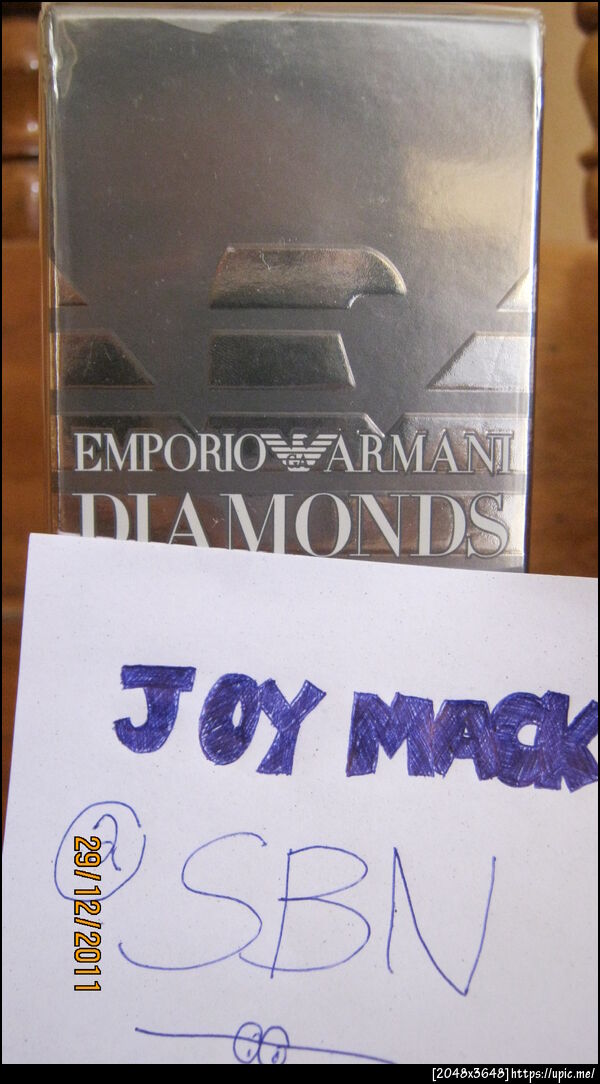 EMPORIO ARMANI
DIAMONDS
JOY MACK
@SBN
29/12/2011
[2048x3648]https://upic.me/